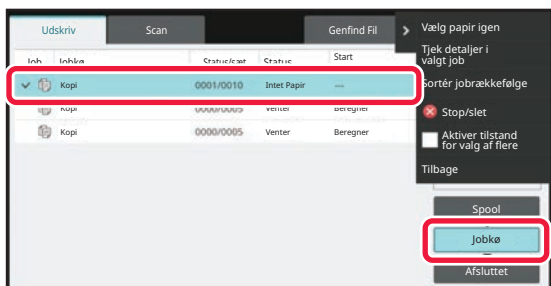 Udskriv Scan Genfind Fil
Job Jobkø Status/sæt Status Start
Kopi 0001/0010 Intet Papir ---
Kopi 0000/0005 Venter Beregner
Kopi 0000/0005 Venter Beregner
Vælg papir igen
Tjek detaljer i
valgt job
Sortér jobrækkefølge
Stop/slet
Aktiver tilstand
for valg af flere
Tilbage
Spool
Jobkø
Afsluttet